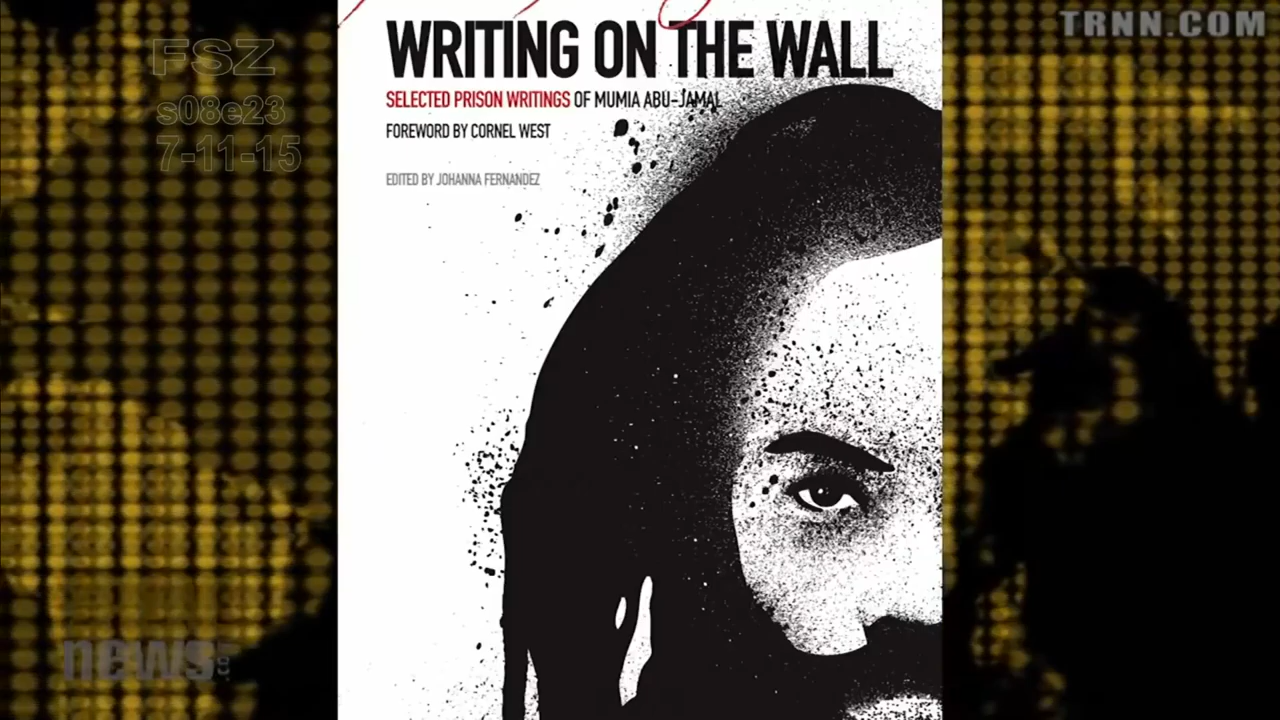 TRNN.COM
FSZ
s08e23
7-11-15
WRITING ON THE WALL
SELECTED PRISON WRITINGS OF MUMIA ABU-JAMAL
FOREWORD BY CORNEL WEST
EDITED BY JOHANNA FERNANDEZ
news